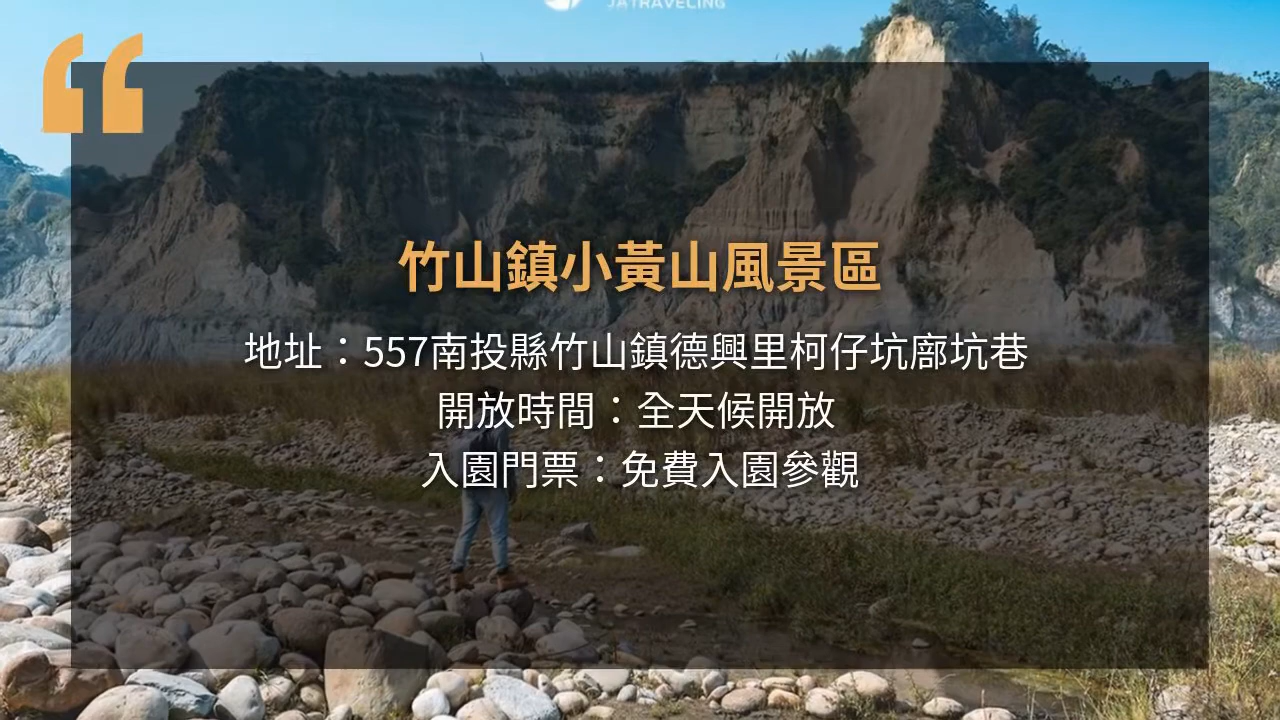 JATRAVELING
竹山鎮小黃山風景區
地址：557南投縣竹山鎮德興里柯仔坑廍坑巷
開放時間：全天候開放
入園門票：免費入園參觀